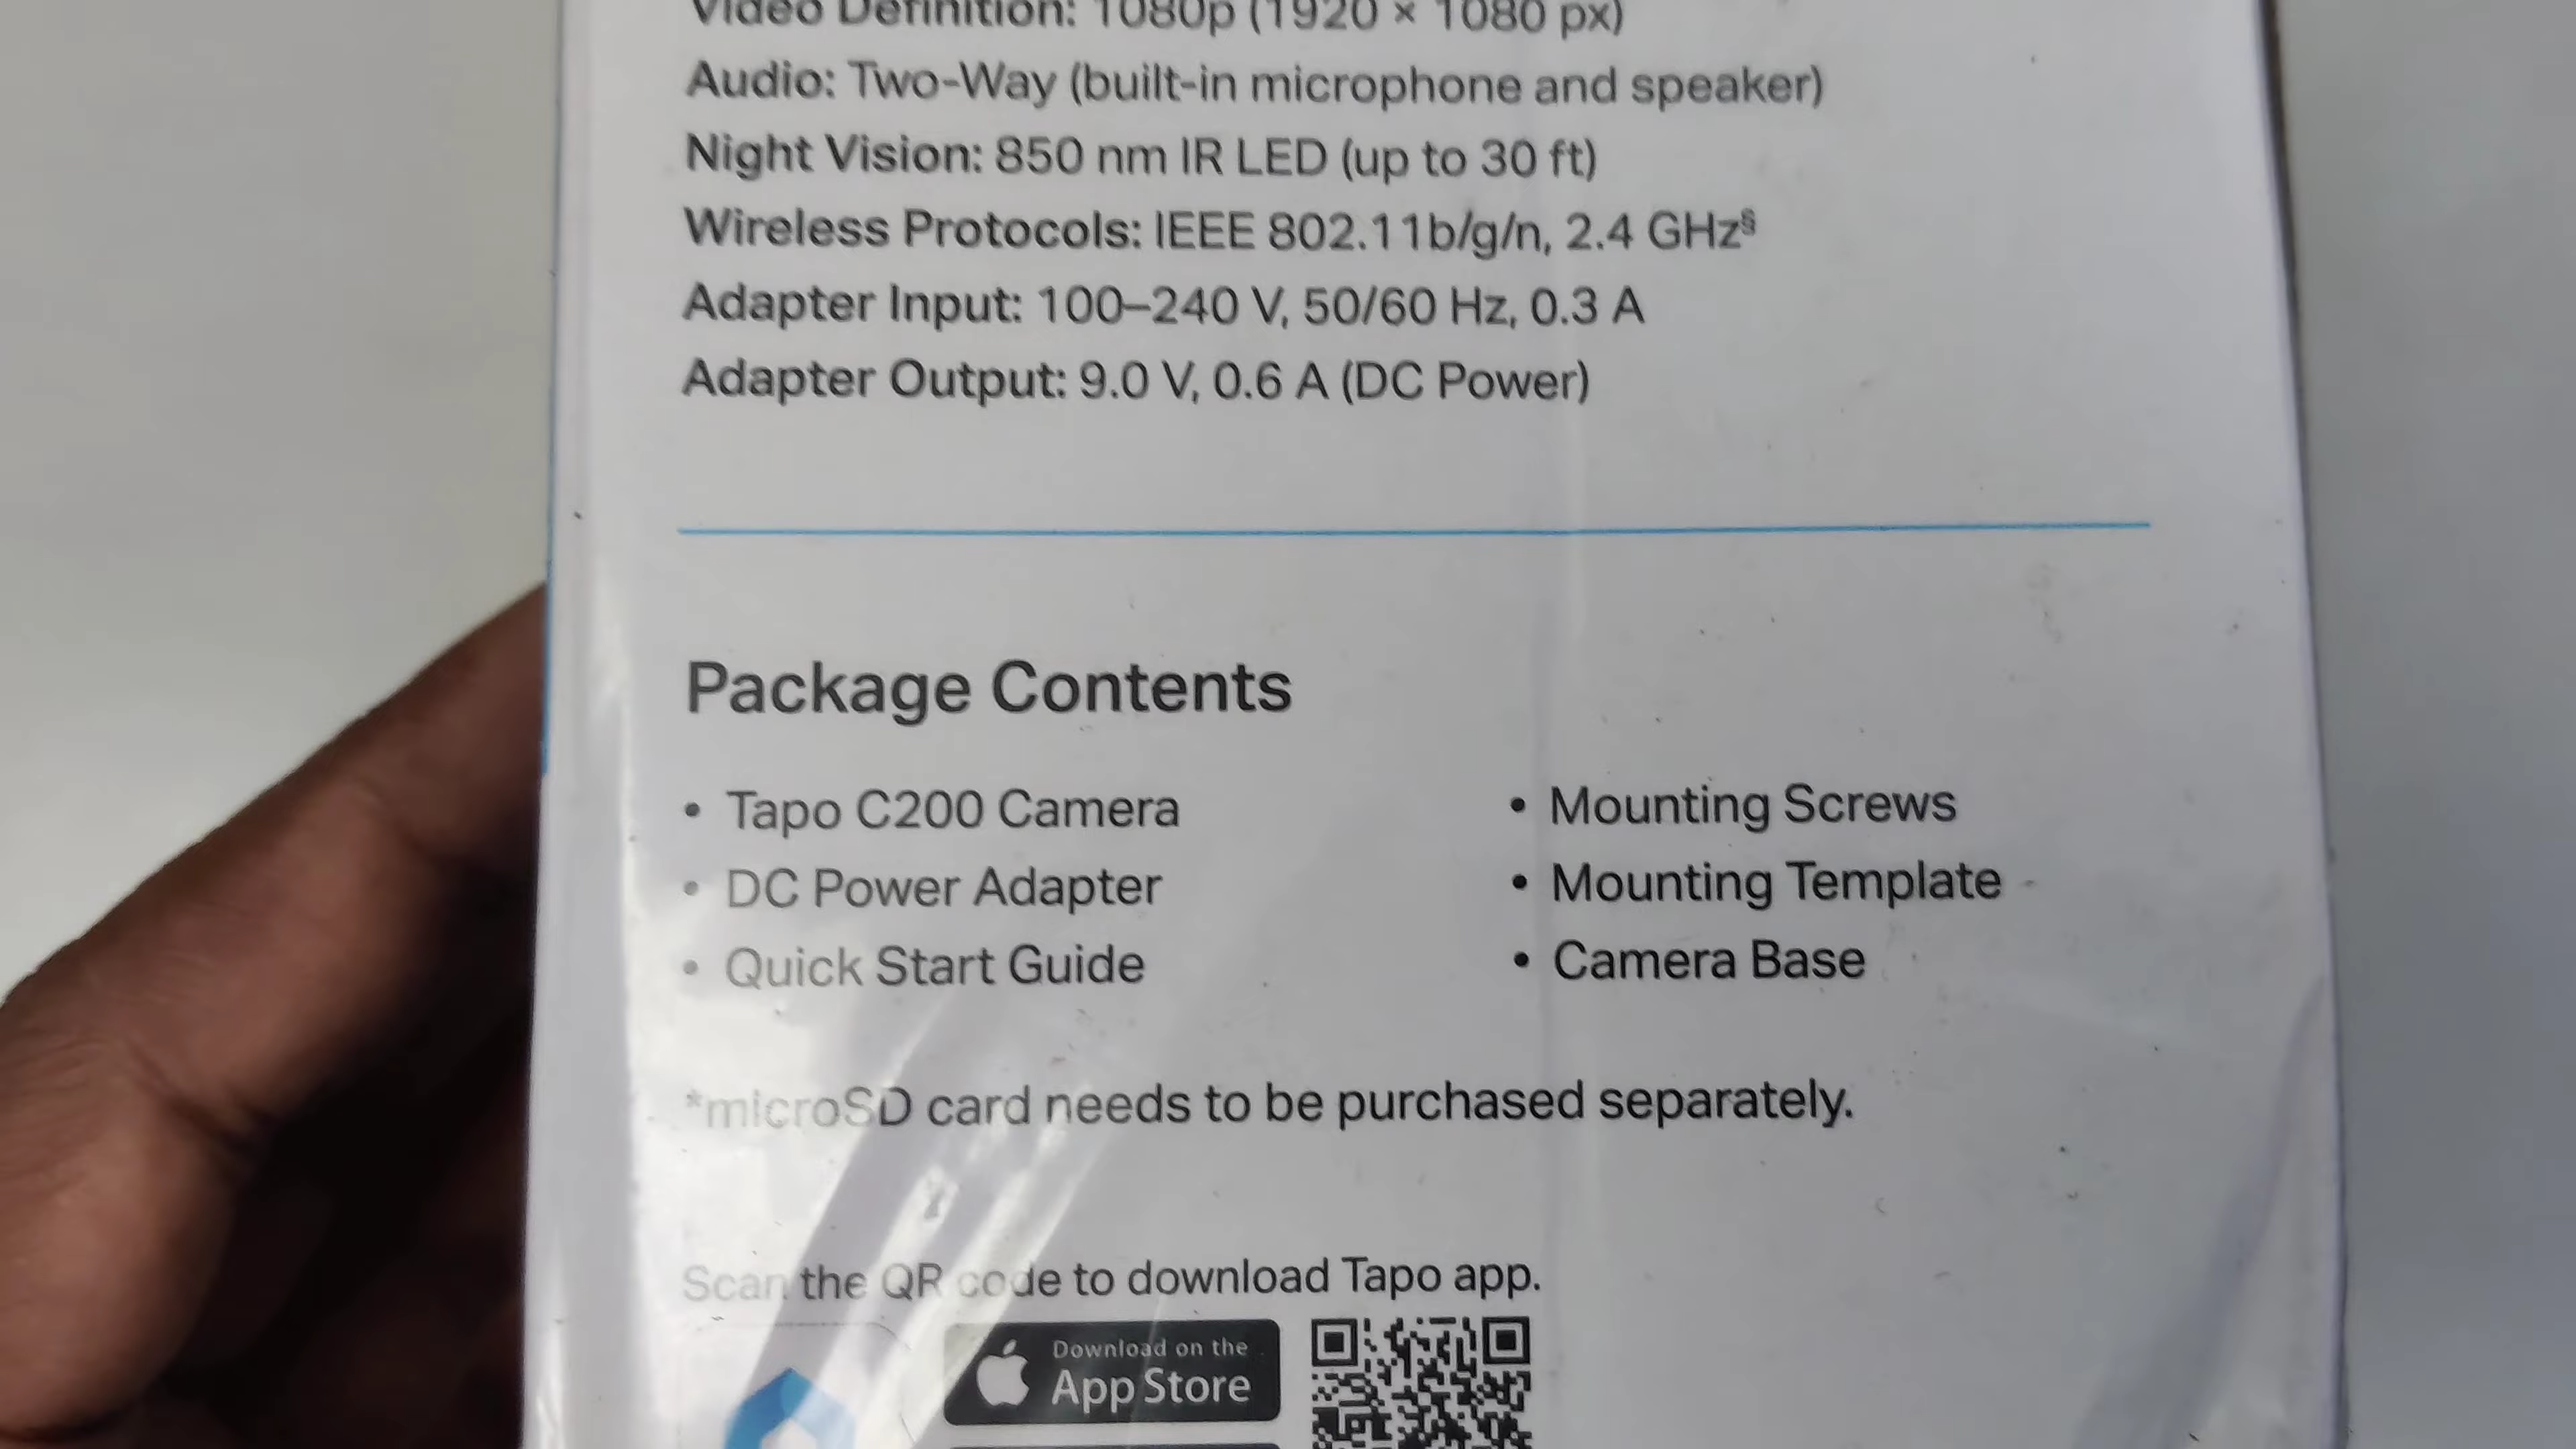 Video Definition: 1080p (1920 × 1080 px)
Audio: Two-Way (built-in microphone and speaker)
Night Vision: 850 nm IR LED (up to 30 ft)
Wireless Protocols: IEEE 802.11b/g/n, 2.4 GHz§
Adapter Input: 100–240 V, 50/60 Hz, 0.3 A
Adapter Output: 9.0 V, 0.6 A (DC Power)
Package Contents
• Tapo C200 Camera
• DC Power Adapter
• Quick Start Guide
• Mounting Screws
• Mounting Template
• Camera Base
*microSD card needs to be purchased separately.
Scan the QR code to download Tapo app.
Download on the
App Store